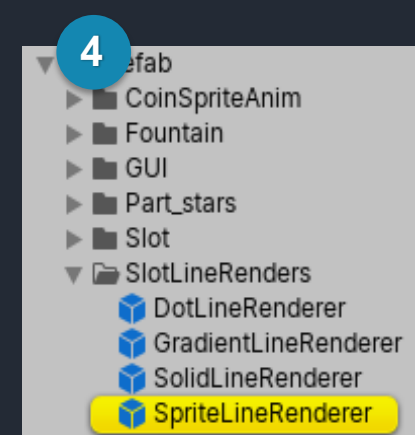 4
efab
CoinSpriteAnim
Fountain
GUI
Part_stars
Slot
SlotLineRenders
DotLineRenderer
GradientLineRenderer
SolidLineRenderer
SpriteLineRenderer